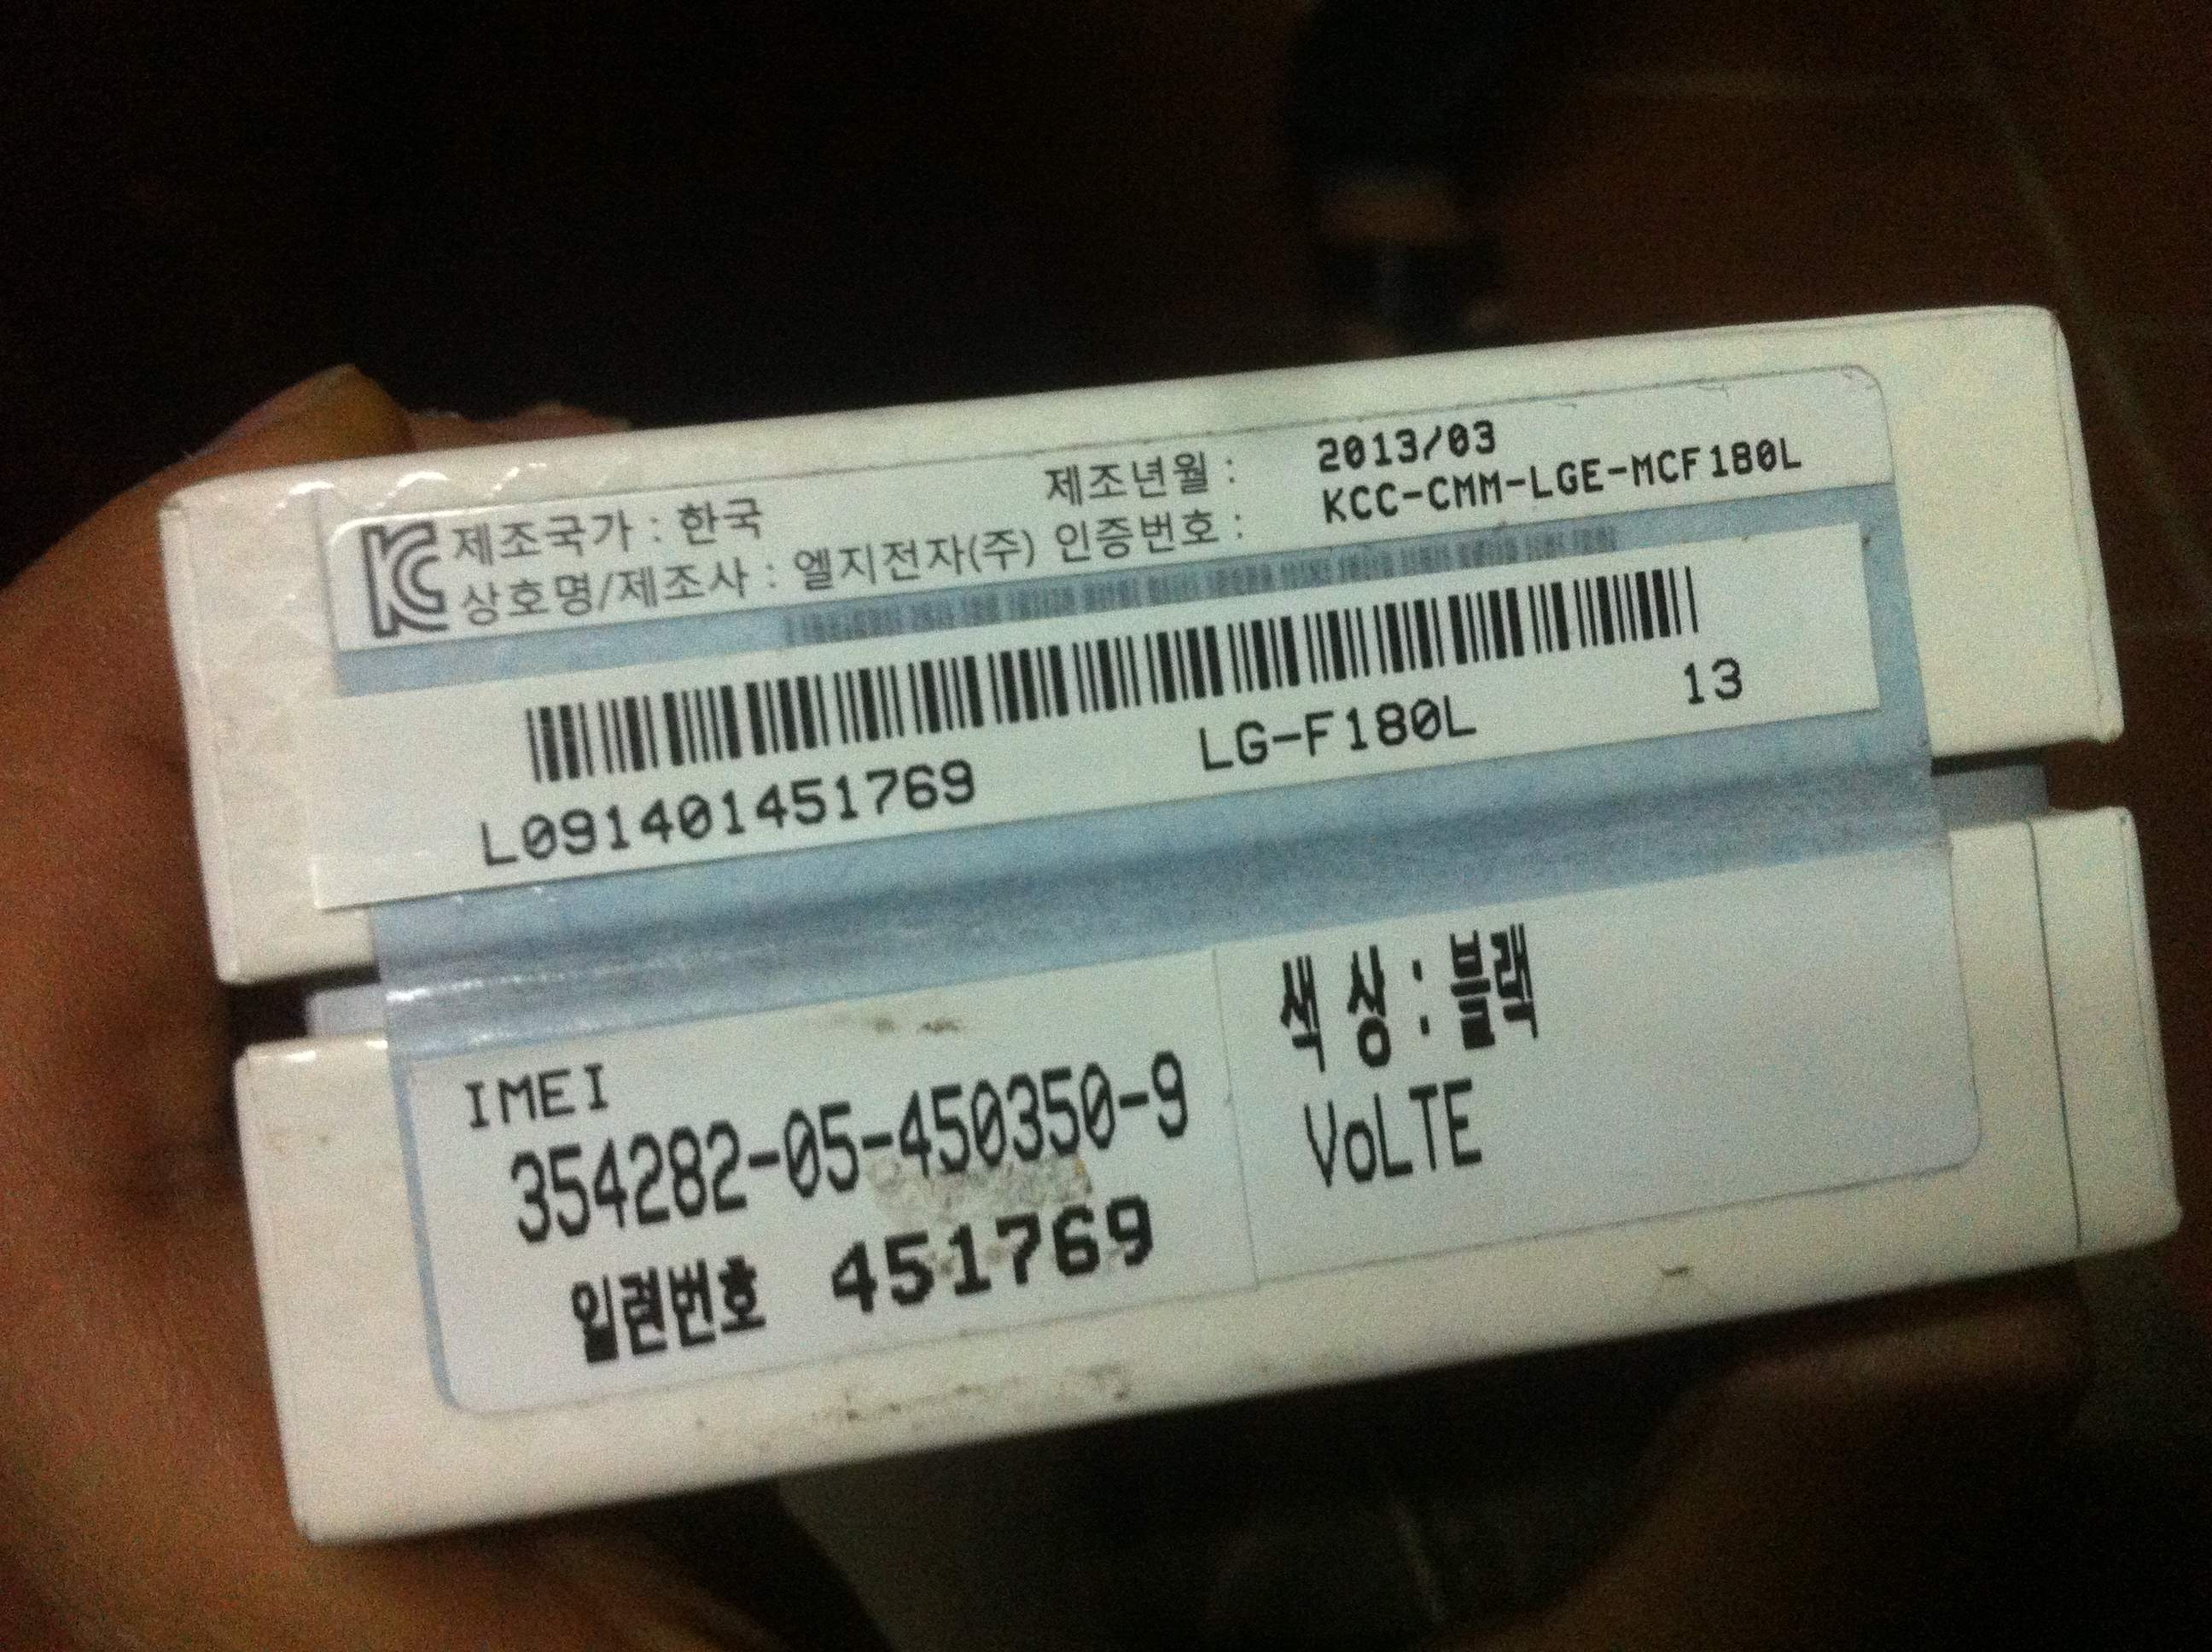 제조국가 : 한국 제조년월 : 2013/03
상호명/제조사 : 엘지전자(주) 인증번호 : KCC-CMM-LGE-MCF180L
L091401451769 LG-F180L 13
IMEI
354282-05-450350-9
일련번호 451769
색 상 : 블랙
VoLTE